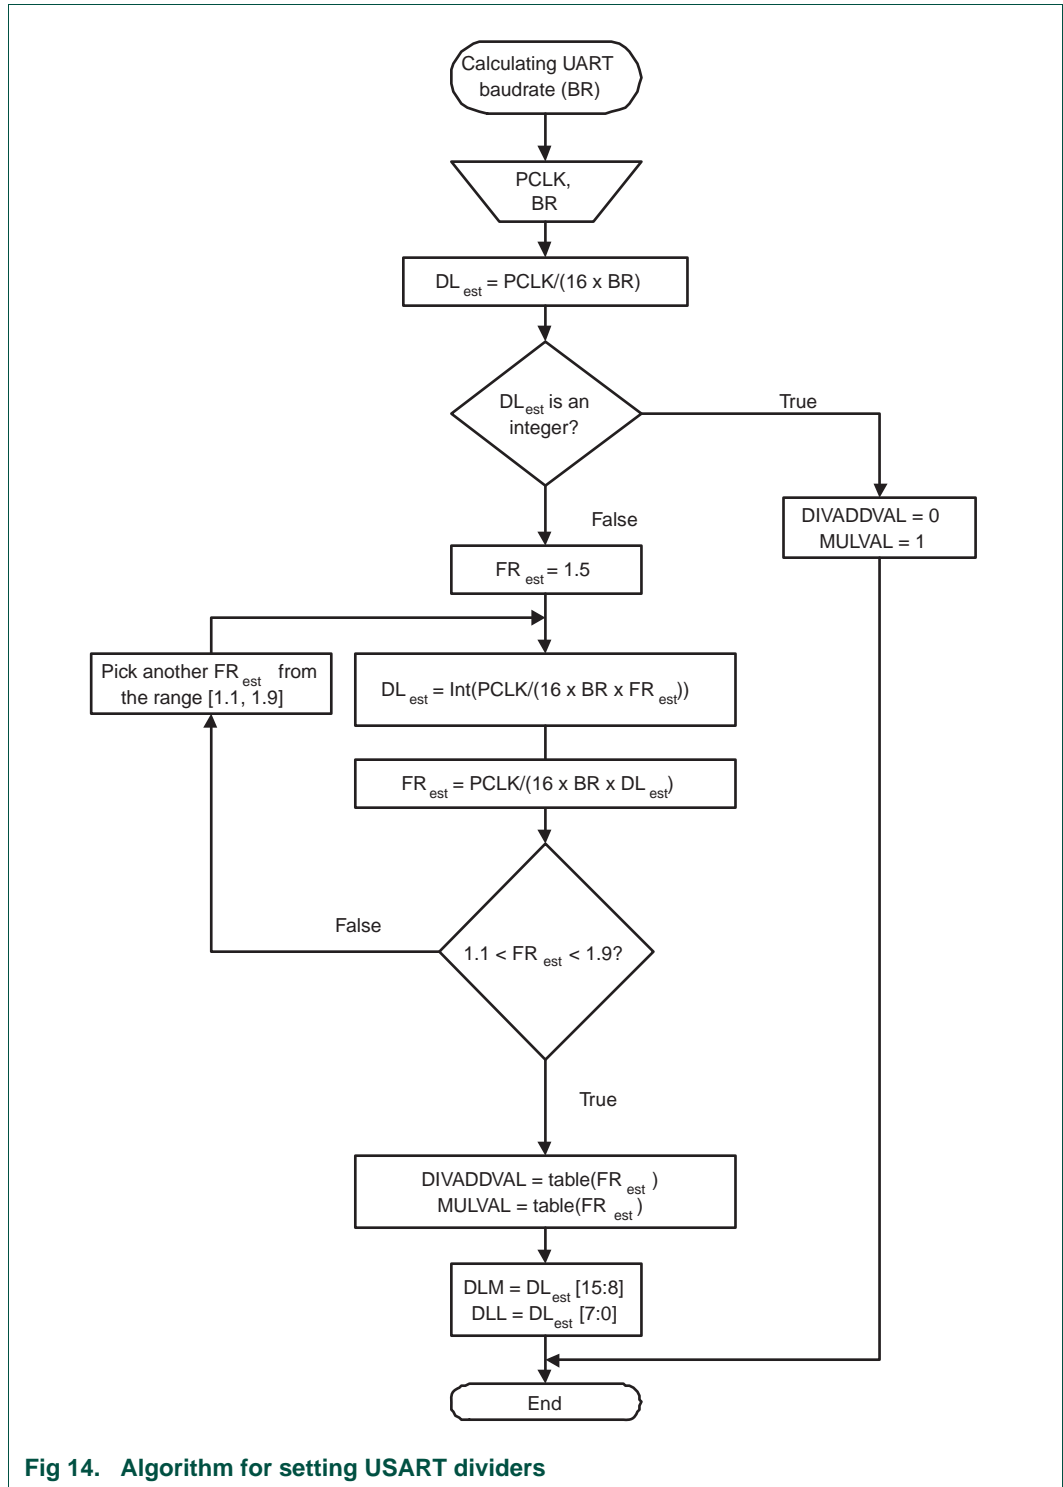 Calculating UART
baudrate (BR)
PCLK,
BR
DL est = PCLK/(16 x BR)
DL est is an
integer?
True
False
DIVADDVAL = 0
MULVAL = 1
FR est = 1.5
Pick another FR est from
the range [1.1, 1.9]
DL est = Int(PCLK/(16 x BR x FR est))
FR est = PCLK/(16 x BR x DL est)
1.1 < FR est < 1.9?
False
True
DIVADDVAL = table(FR est )
MULVAL = table(FR est )
DLM = DL est [15:8]
DLL = DL est [7:0]
End
Fig 14. Algorithm for setting USART dividers